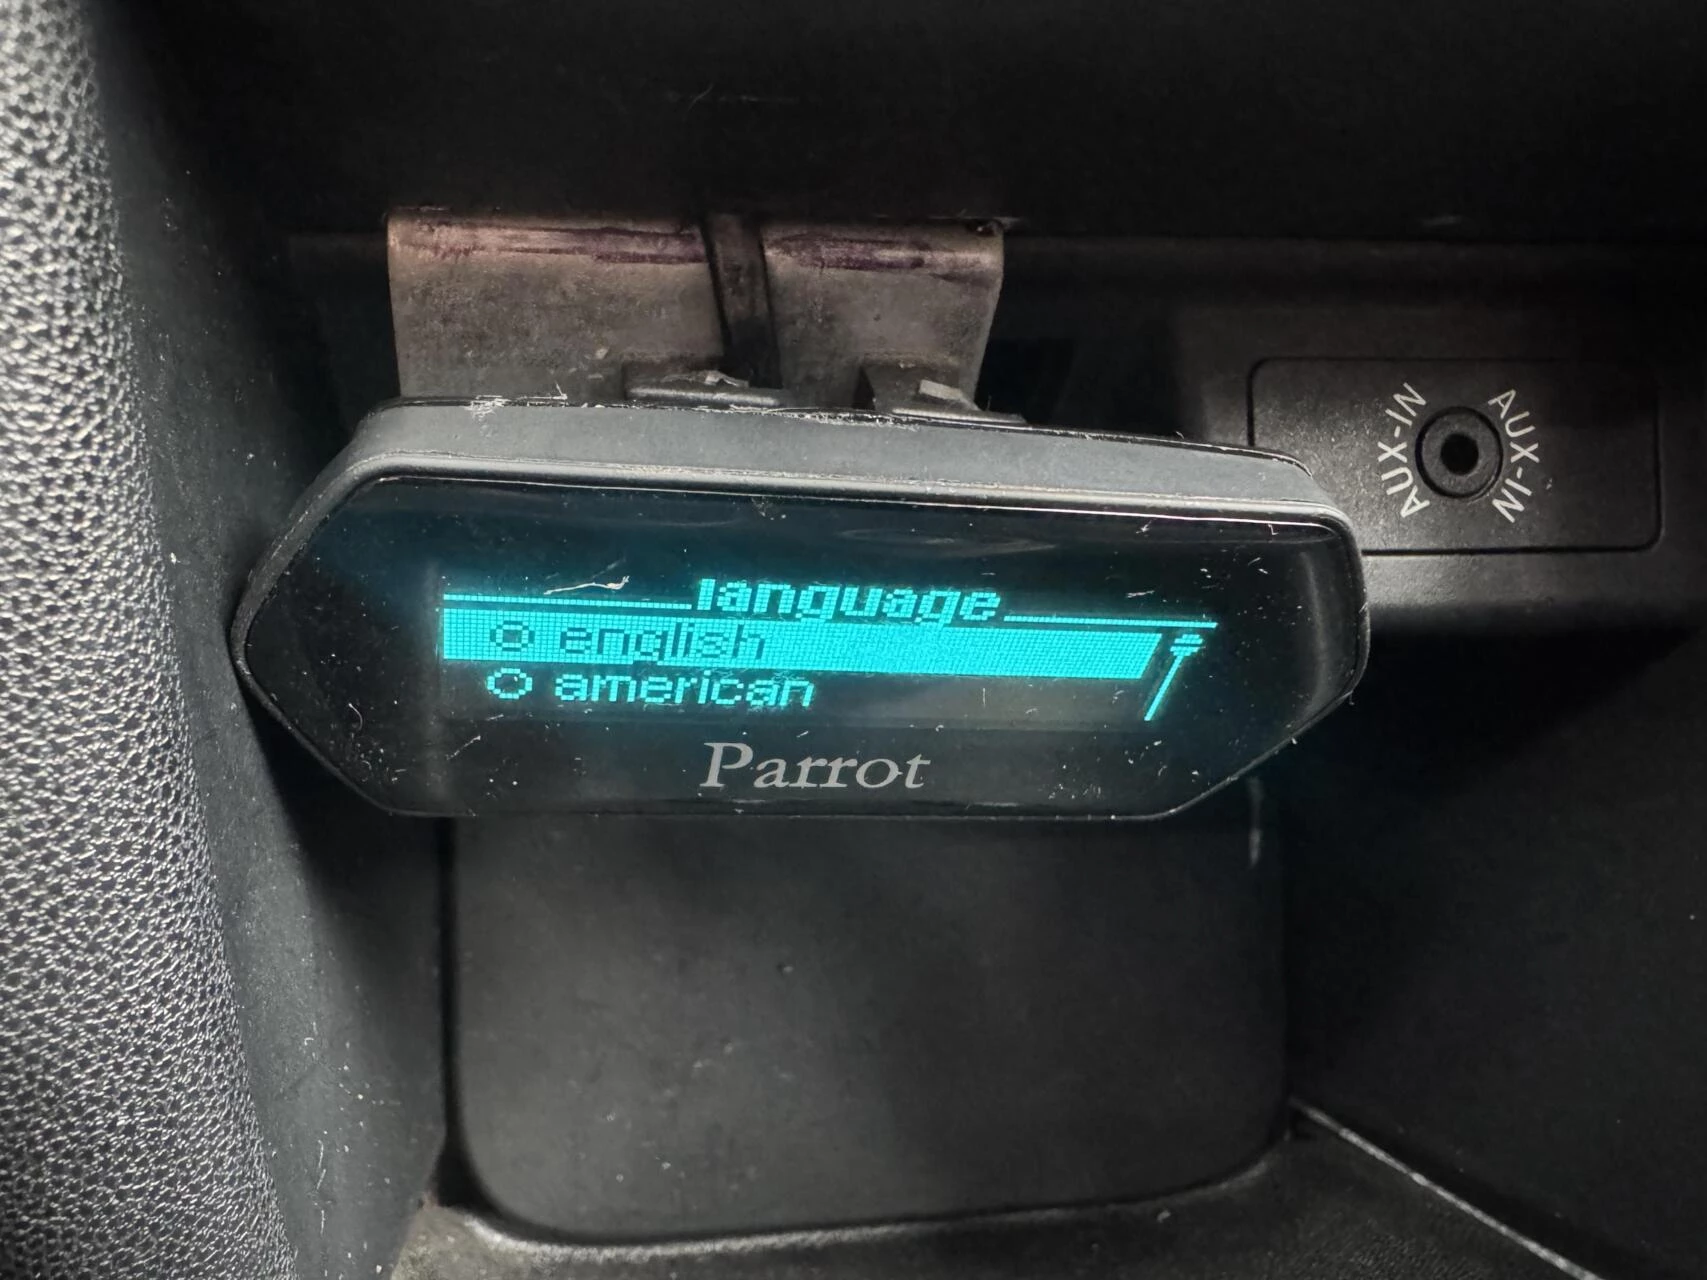 AUX-IN AUX-IN
language
english
american
Parrot